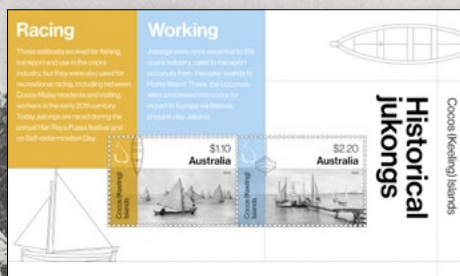 Racing
These sailboats evolved for fishing,
transport and use in the copra
industry, but they were also used for
recreational racing, including between
Cocos Malay residents and visiting
workers in the early 20th century.
Today jukongs are raced during the
annual Hari Raya Puasa festival and
on Self-determination Day.
Working
Jukongs were once essential to the
copra industry, used to transport
coconuts from the outer islands to
Home Island. There, the coconuts
were processed into copra for
export to Europe via Batavia,
present-day Jakarta.
$1.10
Australia
Cocos (Keeling)
Islands
$2.20
Australia
Cocos (Keeling)
Islands
Historical
jukongs
Cocos (Keeling) Islands